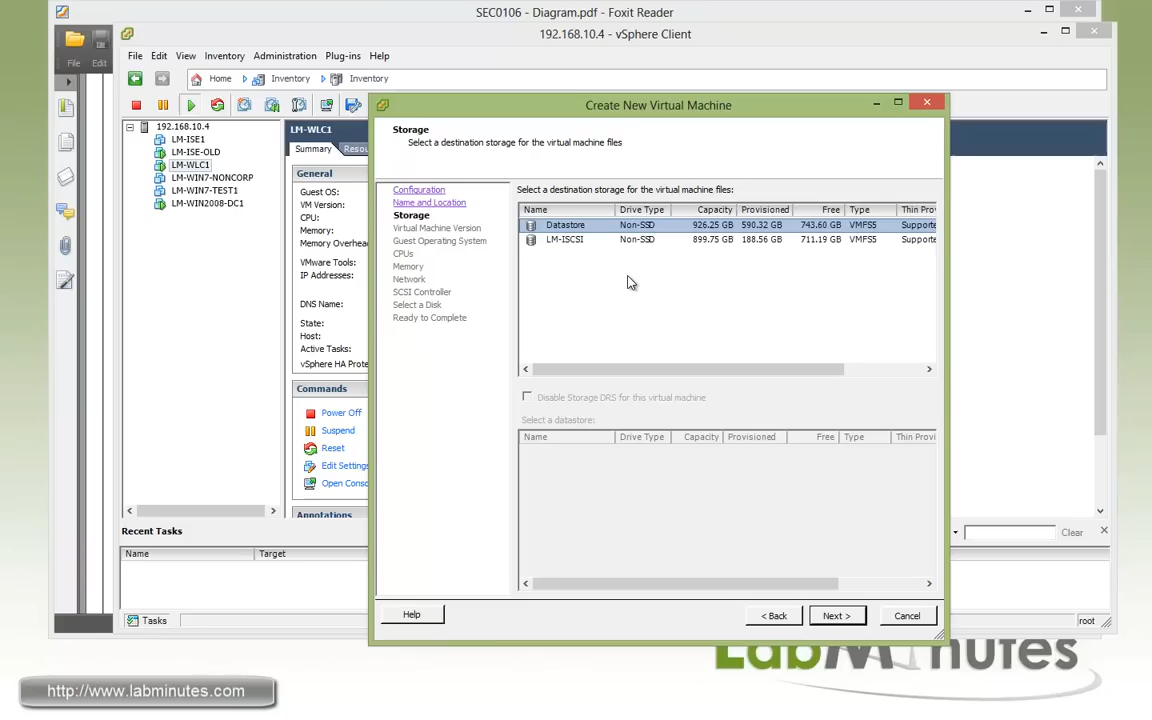 SEC0106 - Diagram.pdf - Foxit Reader
192.168.10.4 - vSphere Client
File Edit
File Edit View Inventory Administration Plug-ins Help
Home Inventory Inventory
192.168.10.4
LM-ISE1
LM-ISE-OLD
LM-WLC1
LM-WIN7-NONCORP
LM-WIN7-TEST1
LM-WIN2008-DC1
LM-WLC1
Summary Resou
General
Guest OS:
VM Version:
CPU:
Memory:
Memory Overhead
VMware Tools:
IP Addresses:
DNS Name:
State:
Host:
Active Tasks:
vSphere HA Prote
Commands
Power Off
Suspend
Reset
Edit Settings
Open Conso
Annotations
Create New Virtual Machine
Storage
Select a destination storage for the virtual machine files
Configuration
Name and Location
Storage
Virtual Machine Version
Guest Operating System
CPUs
Memory
Network
SCSI Controller
Select a Disk
Ready to Complete
Select a destination storage for the virtual machine files:
Name Drive Type Capacity Provisioned Free Type Thin Prov
Datastore Non-SSD 926.25 GB 590.32 GB 743.60 GB VMFS5 Supporte
LM-ISCSI Non-SSD 899.75 GB 188.56 GB 711.19 GB VMFS5 Supporte
Disable Storage DRS for this virtual machine
Select a datastore:
Name Drive Type Capacity Provisioned Free Type Thin Provi
Help < Back Next > Cancel
Recent Tasks
Clear
Name Target
Tasks
root
LabMinutes
http://www.labminutes.com